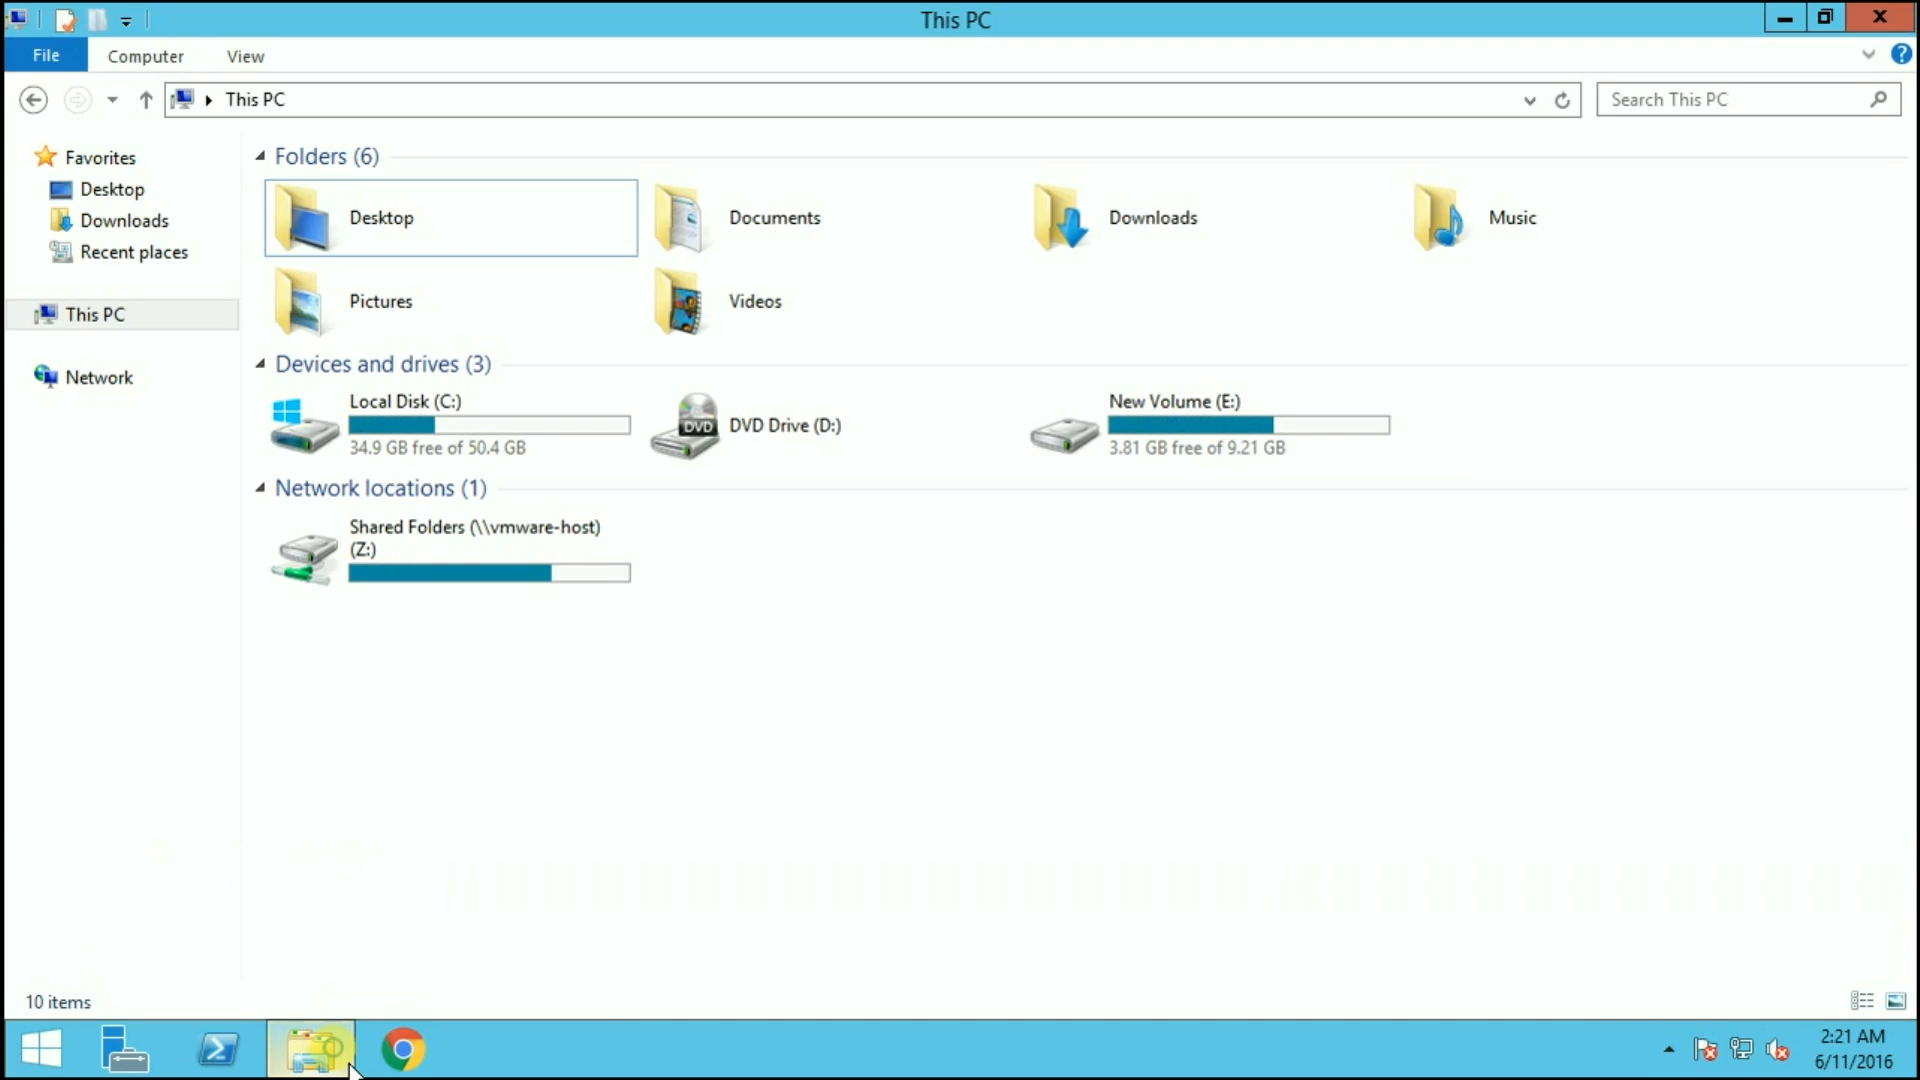 This PC
File Computer View
This PC
Search This PC
Favorites
Desktop
Downloads
Recent places
This PC
Network
Folders (6)
Desktop
Documents
Downloads
Music
Pictures
Videos
Devices and drives (3)
Local Disk (C:)
34.9 GB free of 50.4 GB
DVD
DVD Drive (D:)
New Volume (E:)
3.81 GB free of 9.21 GB
Network locations (1)
Shared Folders (\\vmware-host)
(Z:)
10 items
2:21 AM
6/11/2016